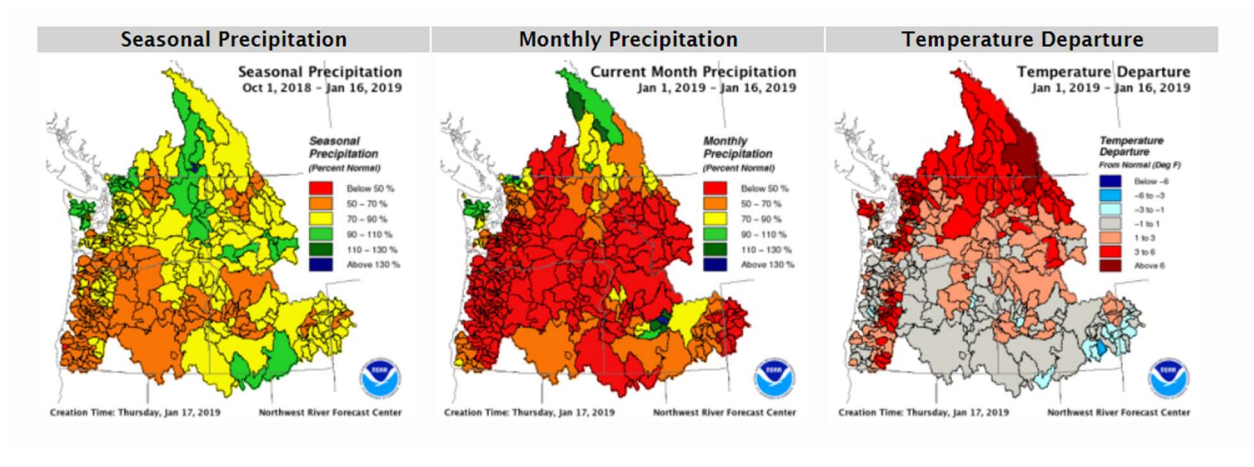 Seasonal Precipitation
Monthly Precipitation
Temperature Departure
Seasonal Precipitation
Oct 1, 2018 – Jan 16, 2019
Seasonal
Precipitation
(Percent Normal)
Below 50 %
50 – 70 %
70 – 90 %
90 – 110 %
110 – 130 %
Above 130 %
Creation Time: Thursday, Jan 17, 2019
Northwest River Forecast Center
Current Month Precipitation
Jan 1, 2019 – Jan 16, 2019
Monthly
Precipitation
(Percent Normal)
Below 50 %
50 – 70 %
70 – 90 %
90 – 110 %
110 – 130 %
Above 130 %
Creation Time: Thursday, Jan 17, 2019
Northwest River Forecast Center
Temperature Departure
Jan 1, 2019 – Jan 16, 2019
Temperature
Departure
From Normal (Deg F)
Below –6
–6 to –3
–3 to –1
–1 to 1
1 to 3
3 to 6
Above 6
Creation Time: Thursday, Jan 17, 2019
Northwest River Forecast Center